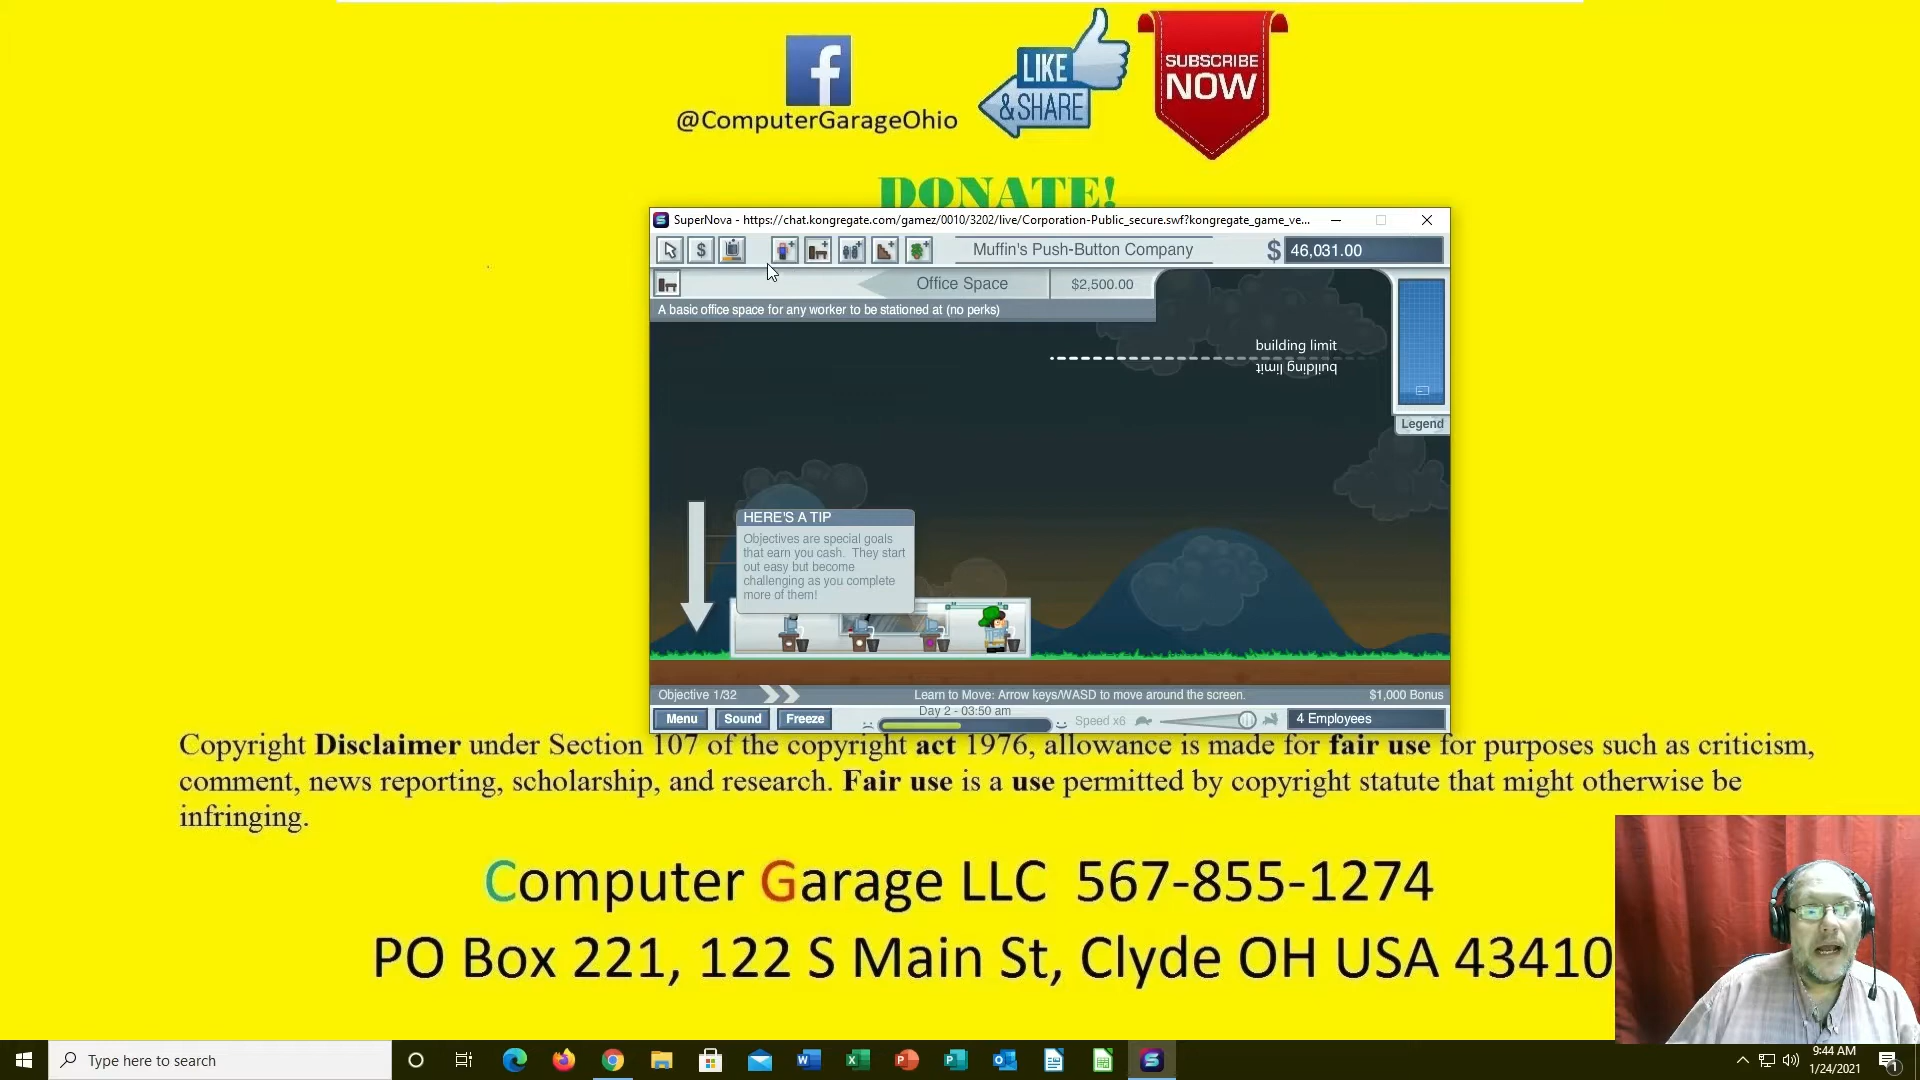 LIKE
& SHARE
SUBSCRIBE
NOW
@ComputerGarageOhio
DONATE!
SuperNova - https://chat.kongregate.com/gamez/0010/3202/live/Corporation-Public_secure.swf?kongregate_game_ve...
Muffin's Push-Button Company
$ 46,031.00
Office Space
$2,500.00
A basic office space for any worker to be stationed at (no perks)
building limit
building limit
Legend
HERE'S A TIP
Objectives are special goals
that earn you cash. They start
out easy but become
challenging as you complete
more of them!
Objective 1/32
Learn to Move: Arrow keys/WASD to move around the screen.
$1,000 Bonus
Menu
Sound
Freeze
Day 2 - 03:50 am
Speed x6
4 Employees
Copyright Disclaimer under Section 107 of the copyright act 1976, allowance is made for fair use for purposes such as criticism,
comment, news reporting, scholarship, and research. Fair use is a use permitted by copyright statute that might otherwise be
infringing.
Computer Garage LLC 567-855-1274
PO Box 221, 122 S Main St, Clyde OH USA 43410
Type here to search
9:44 AM
1/24/2021
1